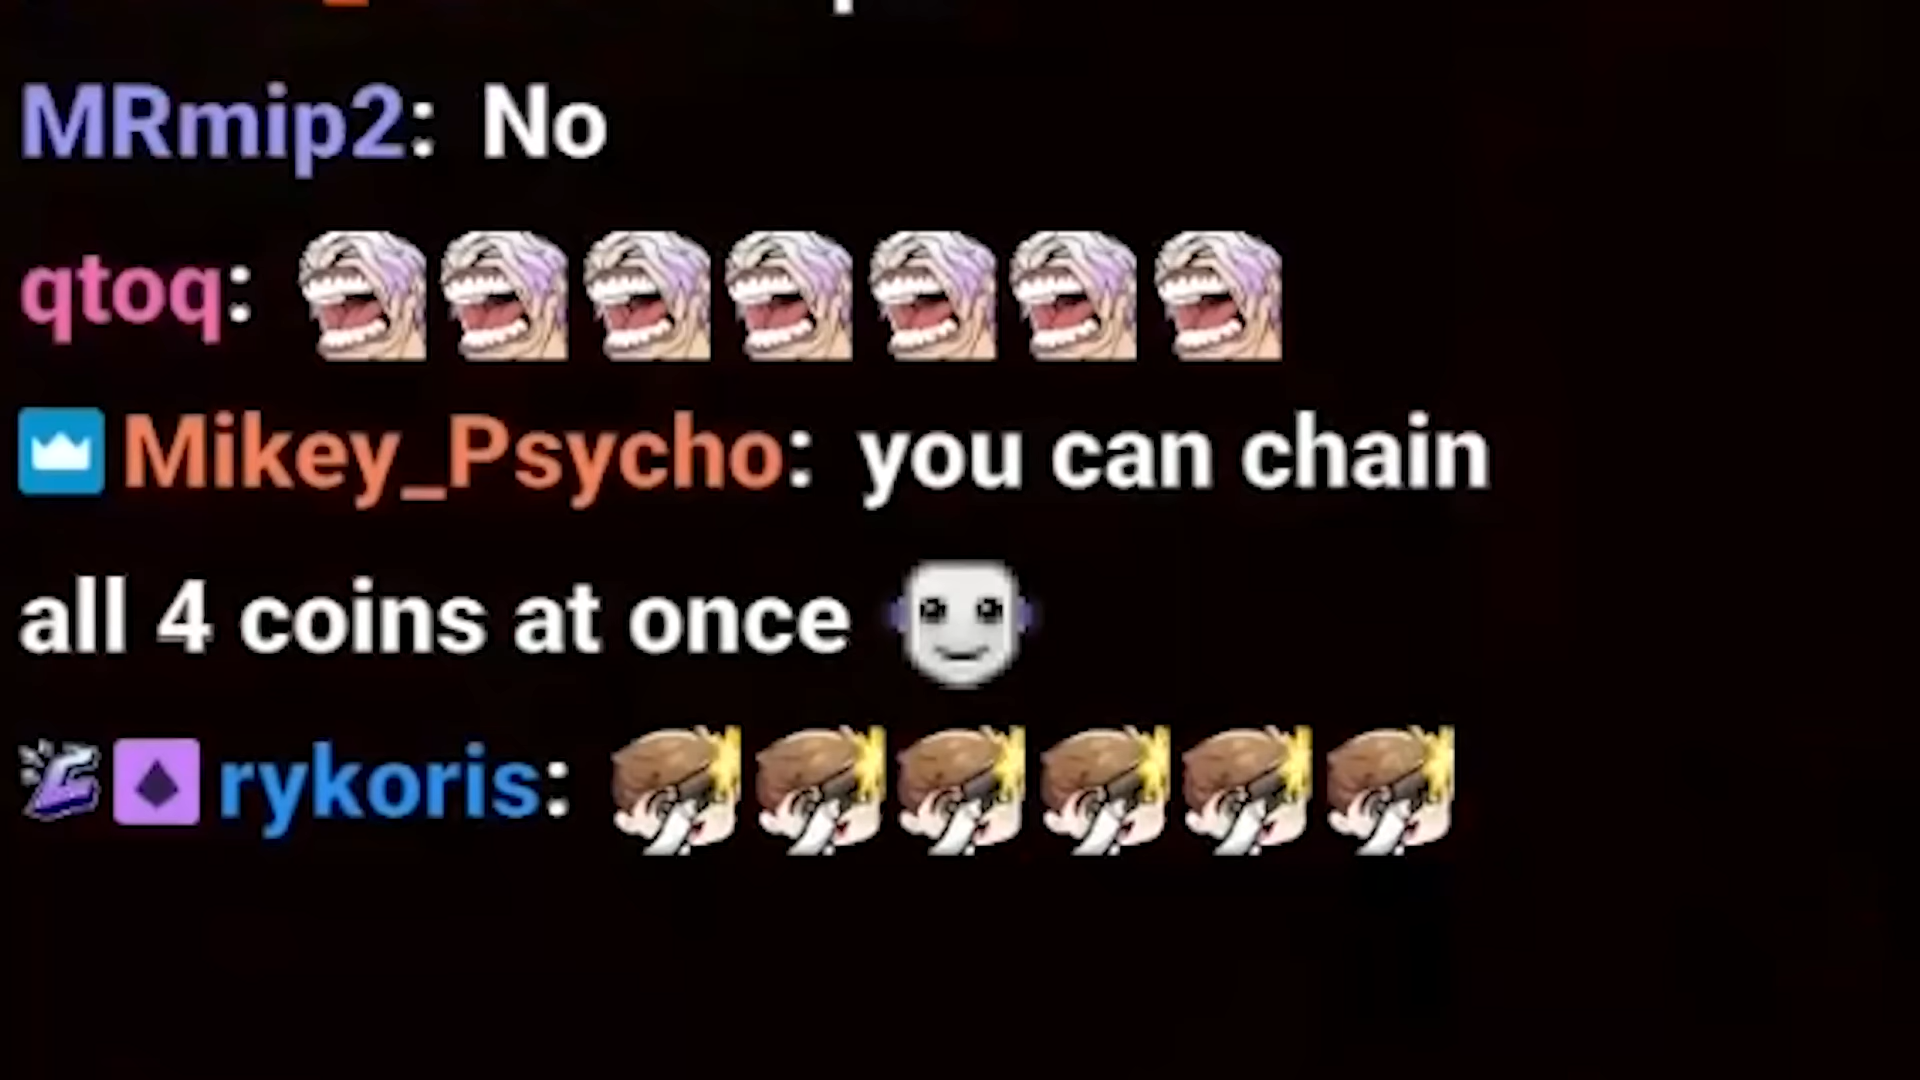 MRmip2: No
qtoq:
Mikey_Psycho: you can chain
all 4 coins at once
rykoris: